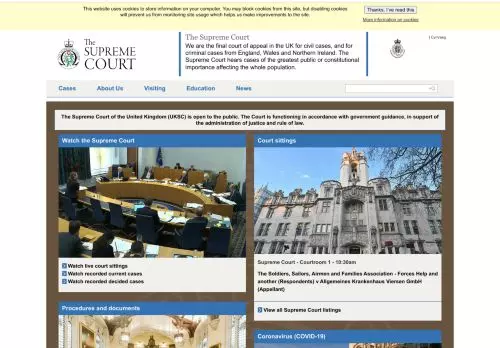 This website uses cookies to store information on your computer. You may block cookies from this site, but disabling cookies
will prevent us from monitoring site usage which helps us make improvements to the site.
Thanks, I've read this
More information on cookies
The
SUPREME
COURT
The Supreme Court
We are the final court of appeal in the UK for civil cases, and for
criminal cases from England, Wales and Northern Ireland. The
Supreme Court hears cases of the greatest public or constitutional
importance affecting the whole population.
Cymraeg
Cases
About Us
Visiting
Education
News
The Supreme Court of the United Kingdom (UKSC) is open to the public. The Court is functioning in accordance with government guidance, in support of
the administration of justice and rule of law.
Watch the Supreme Court
Watch live court sittings
Watch recorded current cases
Watch recorded decided cases
Court sittings
Supreme Court - Courtroom 1 - 10:30am
The Soldiers, Sailors, Airmen and Families Association - Forces Help and
another (Respondents) v Allgemeines Krankenhaus Viersen GmbH
(Appellant)
View all Supreme Court listings
Procedures and documents
Coronavirus (COVID-19)